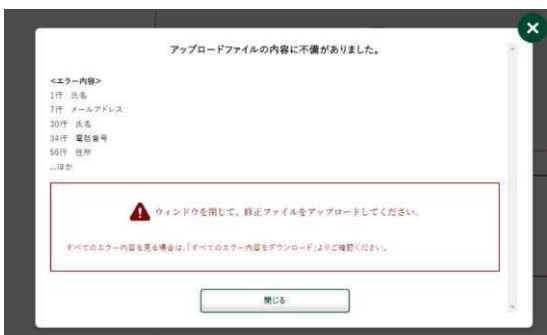 アップロードファイルの内容に不備がありました。
<エラー内容>
1行 氏名
7行 メールアドレス
30行 氏名
34行 電話番号
56行 住所
...ほか
ウィンドウを閉じて、修正ファイルをアップロードしてください。
すべてのエラー内容を見る場合は、「すべてのエラー内容をダウンロード」よりご確認ください。
閉じる